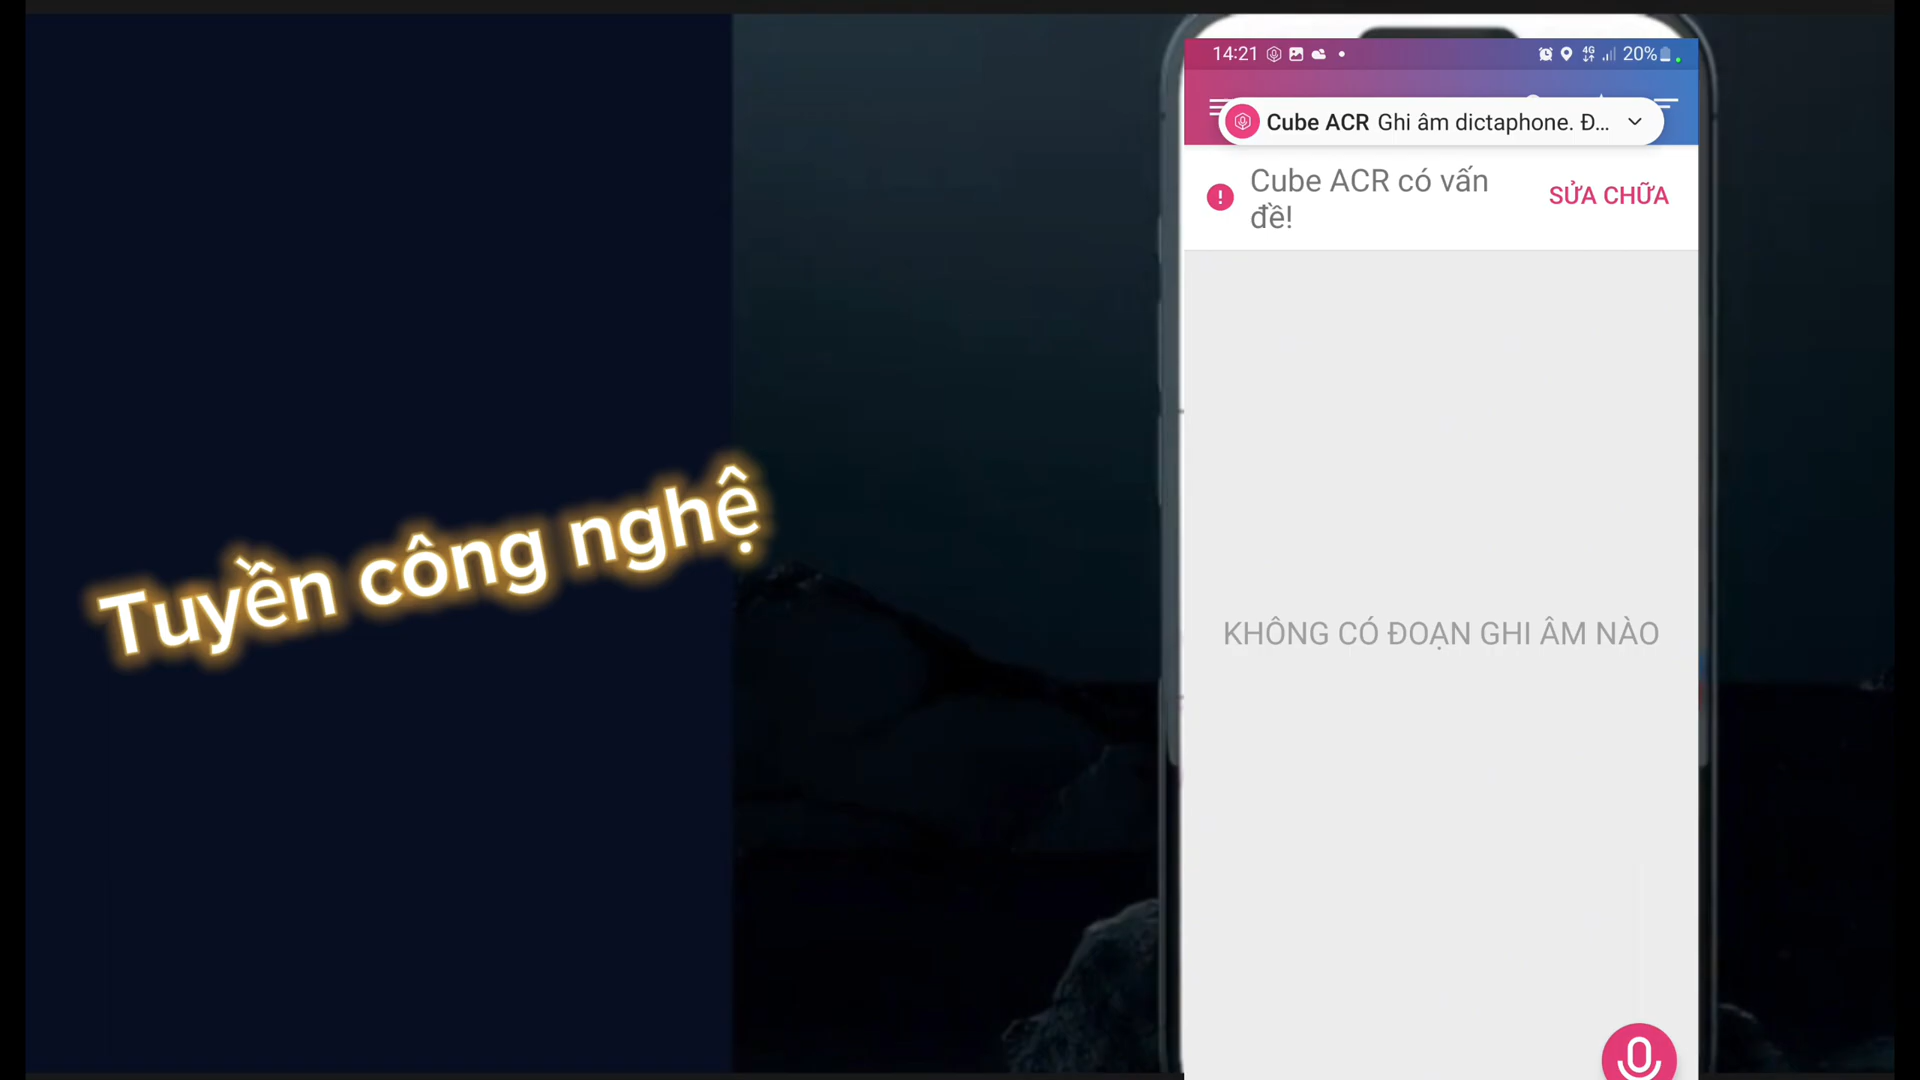 14:21
4G
20%
Cube ACR Ghi âm dictaphone. Đ...
Cube ACR có vấn
đề!
SỬA CHỮA
Tuyền công nghệ
KHÔNG CÓ ĐOẠN GHI ÂM NÀO